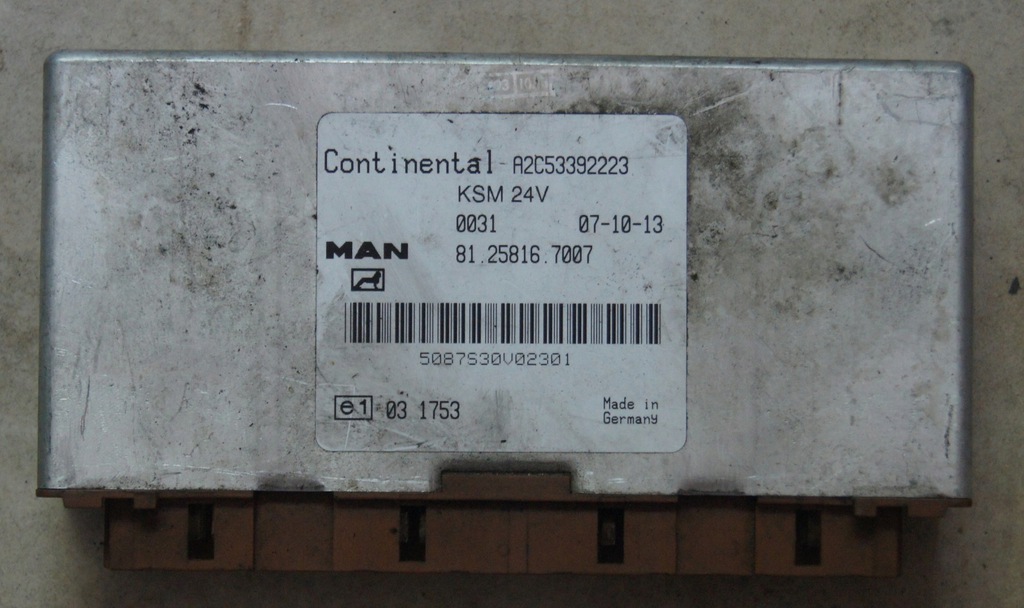 Continental A2C53392223
KSM 24V
0031 07-10-13
MAN 81.25816.7007
5087S30V02301
e1 03 1753
Made in
Germany